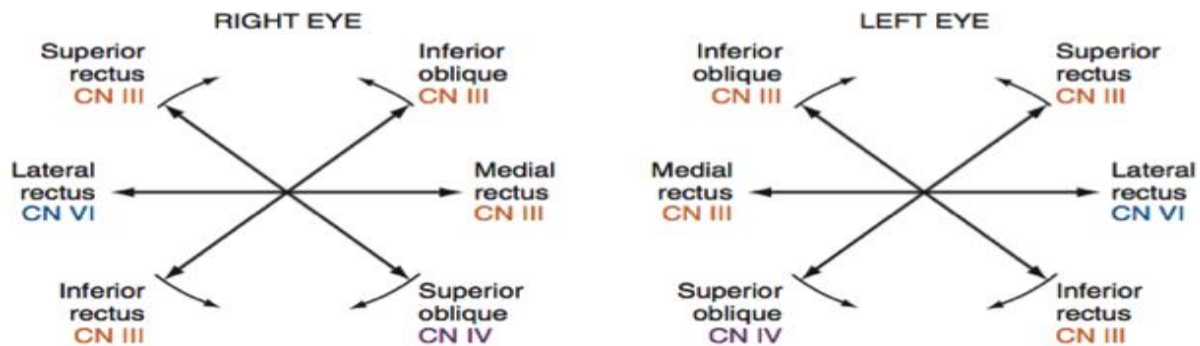 RIGHT EYE
Superior
rectus
CN III
Inferior
oblique
CN III
Lateral
rectus
CN VI
Medial
rectus
CN III
Inferior
rectus
CN III
Superior
oblique
CN IV
LEFT EYE
Inferior
oblique
CN III
Superior
rectus
CN III
Medial
rectus
CN III
Lateral
rectus
CN VI
Superior
oblique
CN IV
Inferior
rectus
CN III